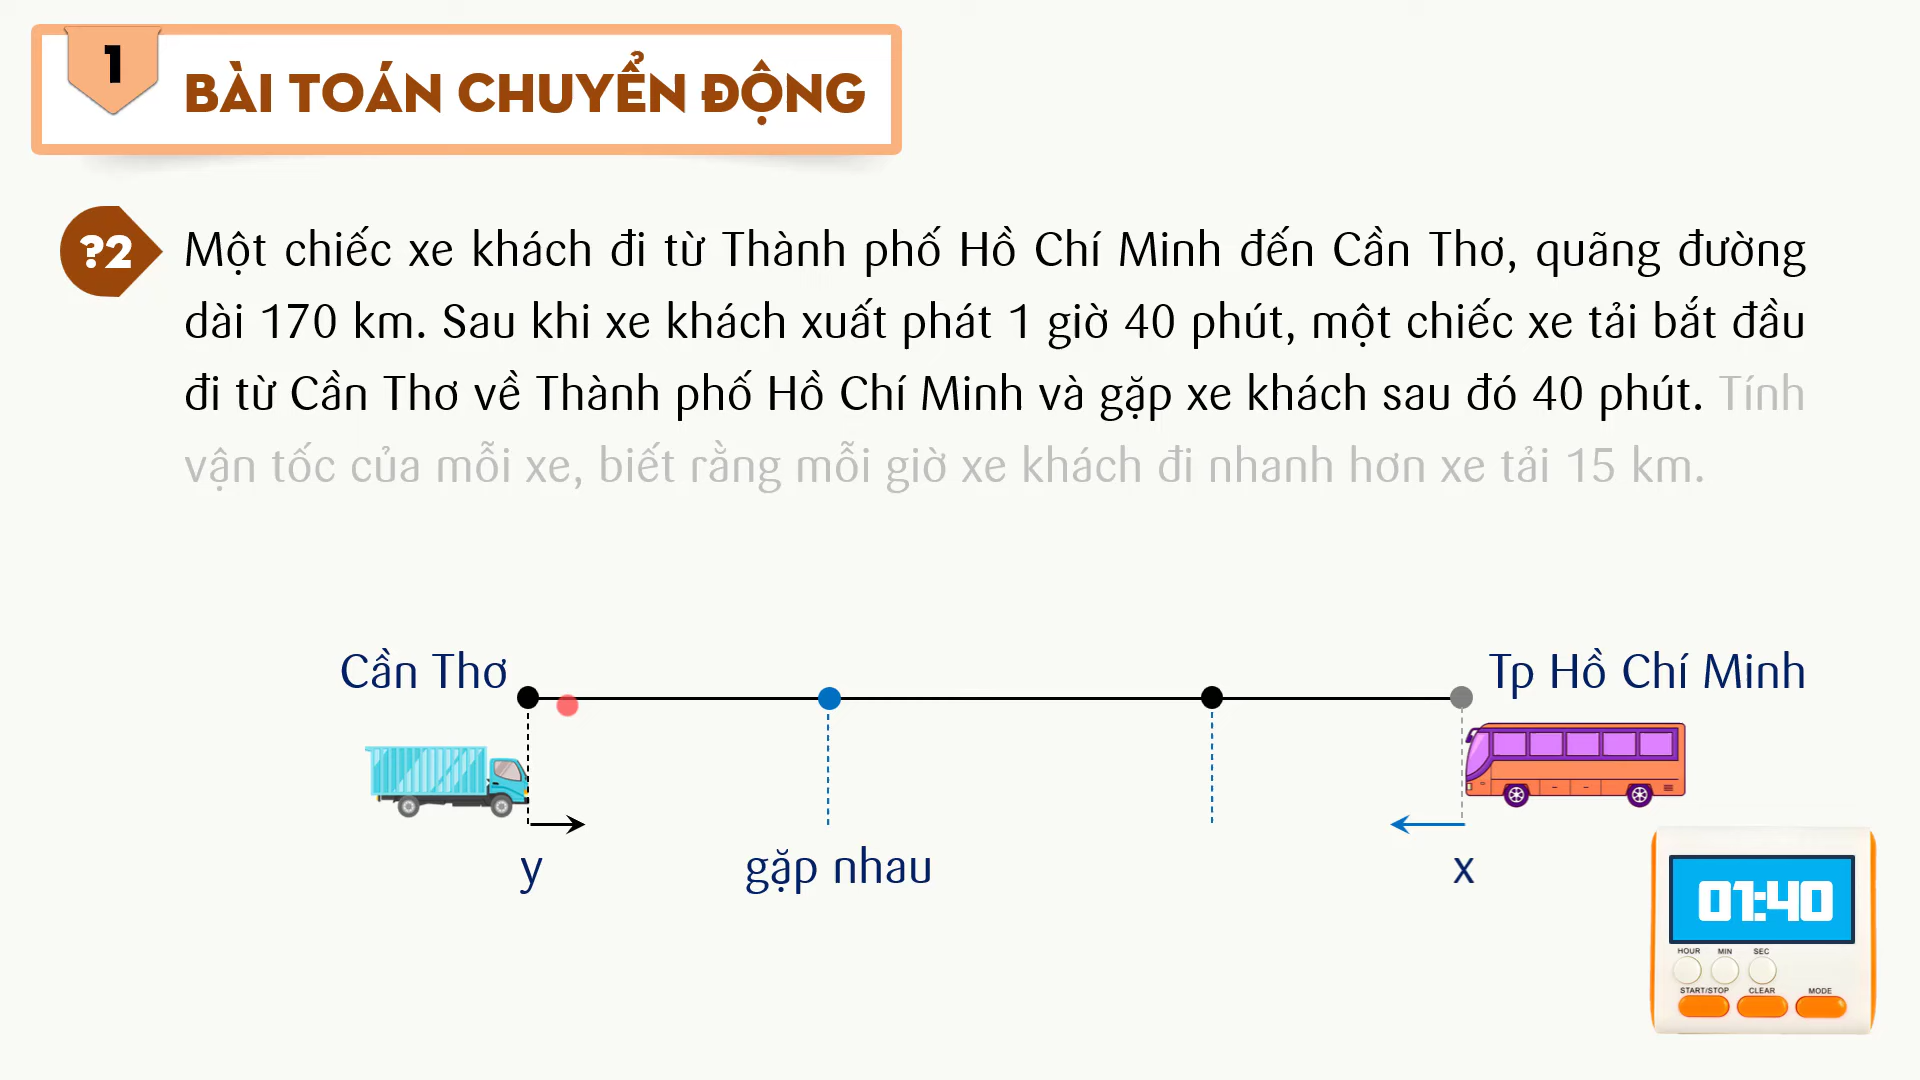 1
BÀI TOÁN CHUYỂN ĐỘNG
?2
Một chiếc xe khách đi từ Thành phố Hồ Chí Minh đến Cần Thơ, quãng đường
dài 170 km. Sau khi xe khách xuất phát 1 giờ 40 phút, một chiếc xe tải bắt đầu
đi từ Cần Thơ về Thành phố Hồ Chí Minh và gặp xe khách sau đó 40 phút. Tính
vận tốc của mỗi xe, biết rằng mỗi giờ xe khách đi nhanh hơn xe tải 15 km.
Cần Thơ
Tp Hồ Chí Minh
y
gặp nhau
x
01:40
HOUR MIN SEC
START/STOP CLEAR MODE